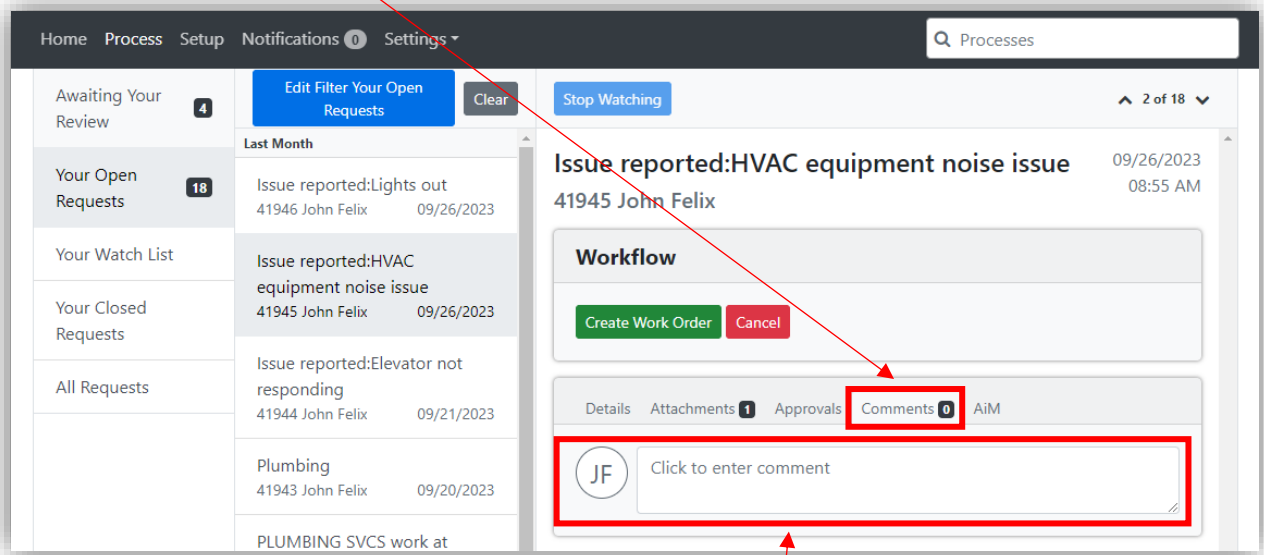 Home Process Setup Notifications 0 Settings
Processes
Awaiting Your
Review
4
Your Open
Requests
18
Your Watch List
Your Closed
Requests
All Requests
Edit Filter Your Open
Requests
Clear
Last Month
Issue reported:Lights out
41946 John Felix 09/26/2023
Issue reported:HVAC
equipment noise issue
41945 John Felix 09/26/2023
Issue reported:Elevator not
responding
41944 John Felix 09/21/2023
Plumbing
41943 John Felix 09/20/2023
PLUMBING SVCS work at
Stop Watching
2 of 18
Issue reported:HVAC equipment noise issue
09/26/2023
08:55 AM
41945 John Felix
Workflow
Create Work Order Cancel
Details Attachments 1 Approvals Comments 0 AiM
JF
Click to enter comment